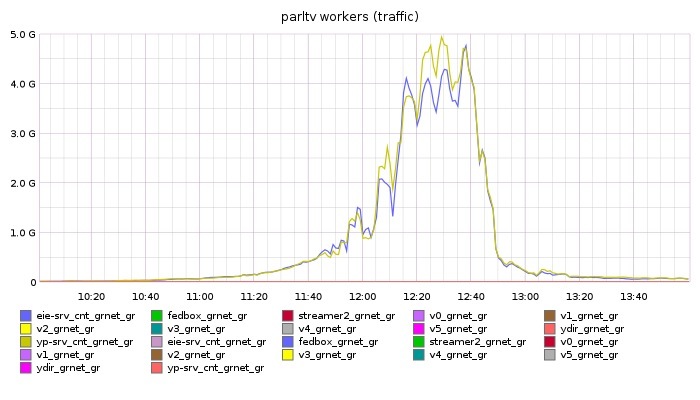 parltv workers (traffic)
5.0 G
4.0 G
3.0 G
2.0 G
1.0 G
0
10:20 10:40 11:00 11:20 11:40 12:00 12:20 12:40 13:00 13:20 13:40
eie-srv_cnt_grnet_gr fedbox_grnet_gr streamer2_grnet_gr v0_grnet_gr v1_grnet_gr
v2_grnet_gr v3_grnet_gr v4_grnet_gr v5_grnet_gr ydir_grnet_gr
yp-srv_cnt_grnet_gr eie-srv_cnt_grnet_gr fedbox_grnet_gr streamer2_grnet_gr v0_grnet_gr
v1_grnet_gr v2_grnet_gr v3_grnet_gr v4_grnet_gr v5_grnet_gr
ydir_grnet_gr yp-srv_cnt_grnet_gr